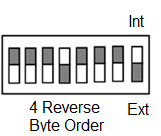 Int
4 Reverse Ext
Byte Order